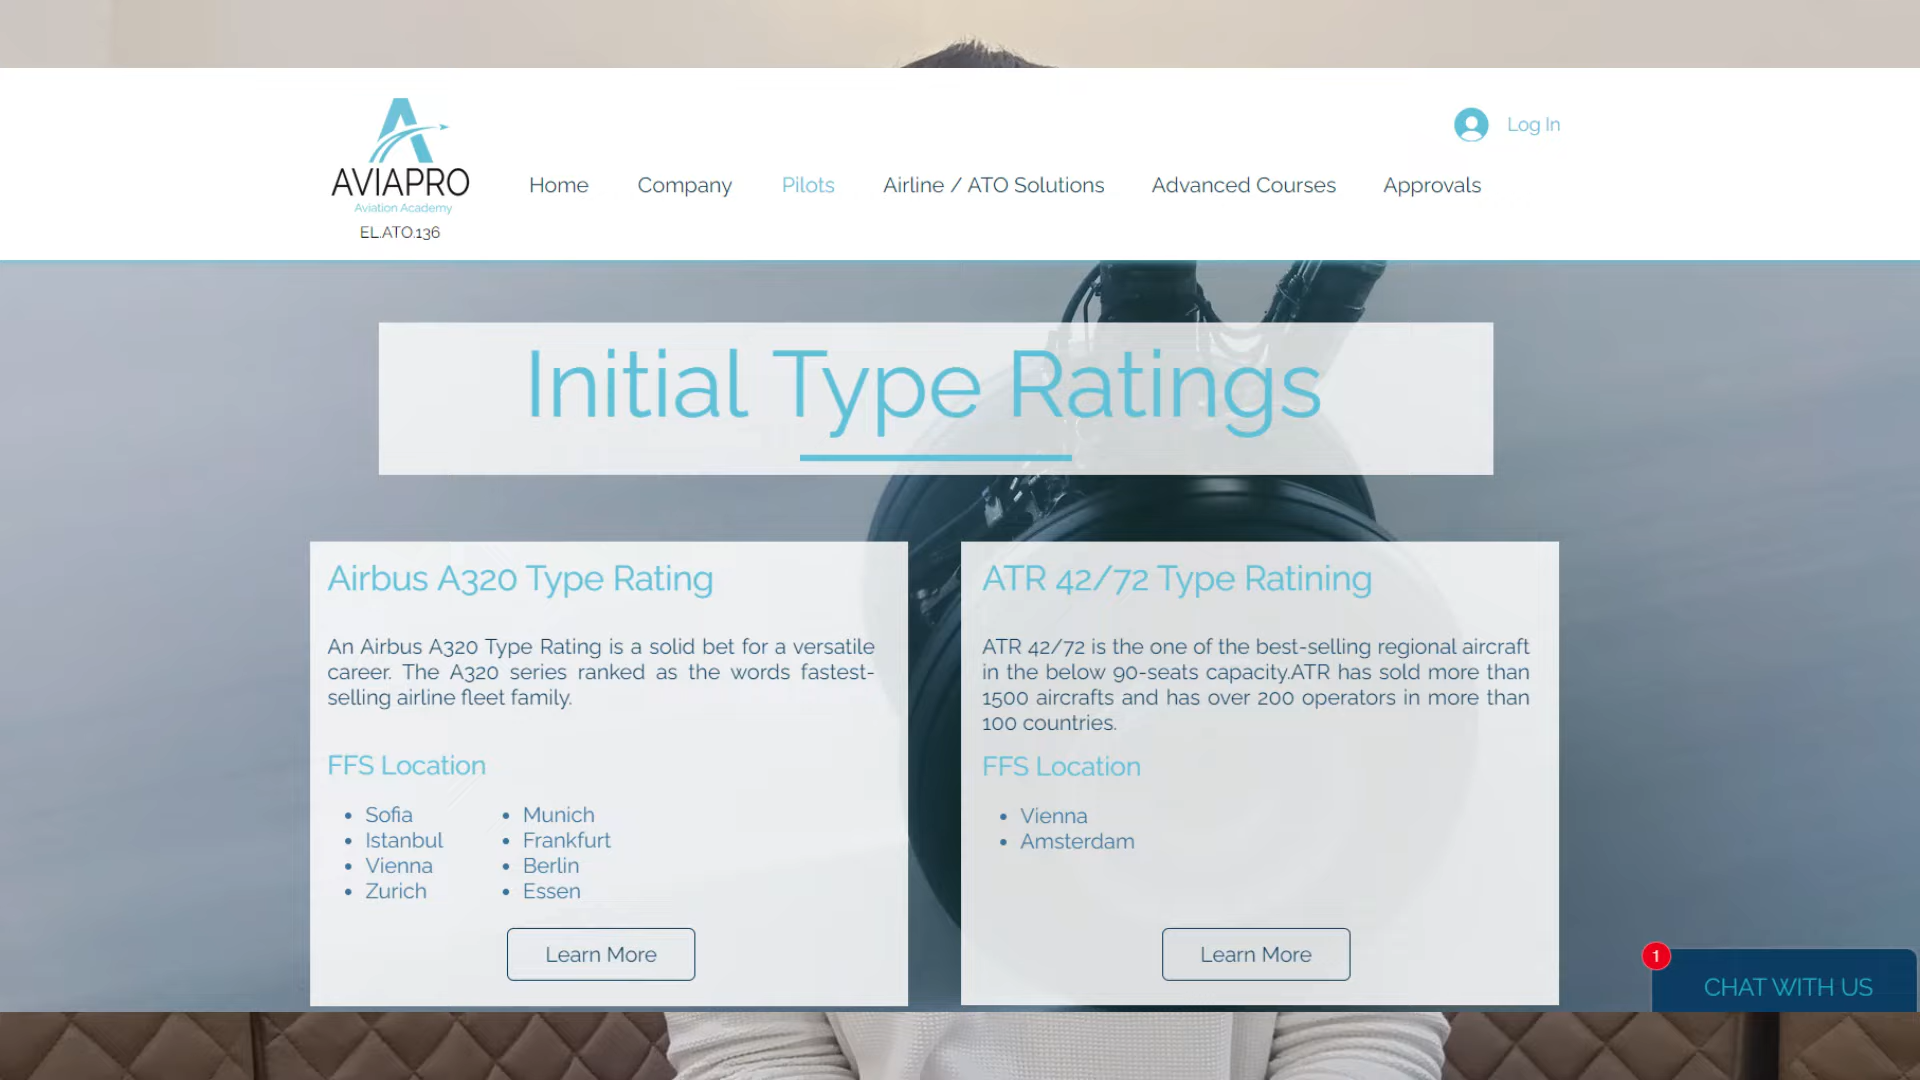 AVIAPRO
Aviation Academy
EL.ATO.136
Log In
Home
Company
Pilots
Airline / ATO Solutions
Advanced Courses
Approvals
Initial Type Ratings
Airbus A320 Type Rating
An Airbus A320 Type Rating is a solid bet for a versatile
career. The A320 series ranked as the words fastest-
selling airline fleet family.
FFS Location
Sofia
Istanbul
Vienna
Zurich
Munich
Frankfurt
Berlin
Essen
Learn More
ATR 42/72 Type Ratining
ATR 42/72 is the one of the best-selling regional aircraft
in the below 90-seats capacity.ATR has sold more than
1500 aircrafts and has over 200 operators in more than
100 countries.
FFS Location
Vienna
Amsterdam
Learn More
1
CHAT WITH US